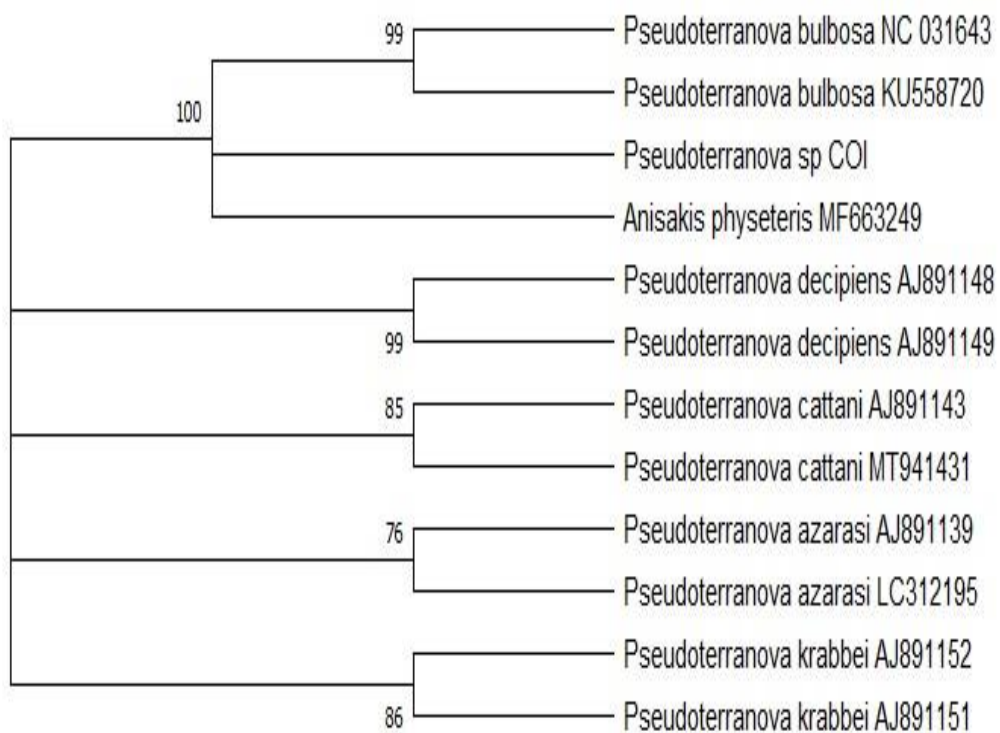 99
Pseudoterranova bulbosa NC 031643
Pseudoterranova bulbosa KU558720
100
Pseudoterranova sp COI
Anisakis physeteris MF663249
Pseudoterranova decipiens AJ891148
99
Pseudoterranova decipiens AJ891149
85
Pseudoterranova cattani AJ891143
Pseudoterranova cattani MT941431
76
Pseudoterranova azarasi AJ891139
Pseudoterranova azarasi LC312195
Pseudoterranova krabbei AJ891152
86
Pseudoterranova krabbei AJ891151